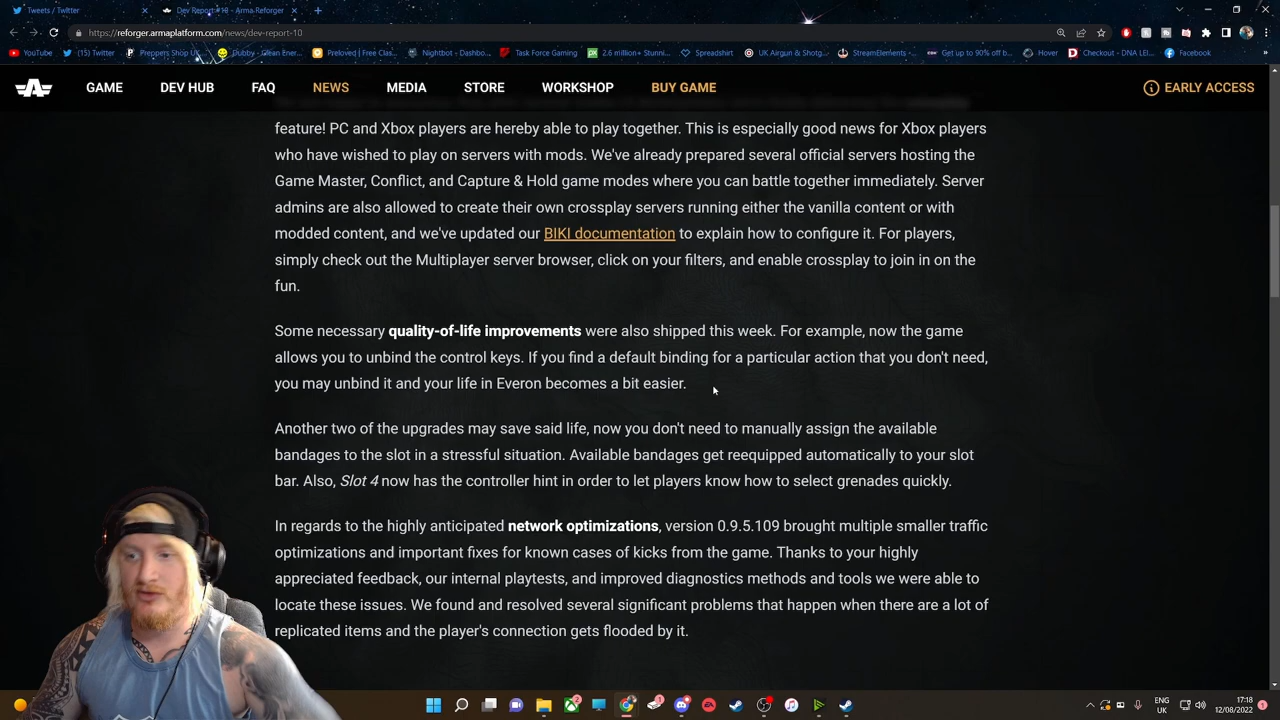 Tweets / Twitter
Dev Report #10 - Arma Reforger
https://reforger.armaplatform.com/news/dev-report-10
YouTube
(15) Twitter
Preppers Shop UK
Dubby - Clean Ener...
Preloved | Free Clas...
Nightbot - Dashbo...
Task Force Gaming
2.6 million+ Stunni...
Spreadshirt
UK Airgun & Shotg...
StreamElements
Get up to 90% off b...
Hover
Checkout - DNA LEI...
Facebook
GAME
DEV HUB
FAQ
NEWS
MEDIA
STORE
WORKSHOP
BUY GAME
EARLY ACCESS
feature! PC and Xbox players are hereby able to play together. This is especially good news for Xbox players
who have wished to play on servers with mods. We've already prepared several official servers hosting the
Game Master, Conflict, and Capture & Hold game modes where you can battle together immediately. Server
admins are also allowed to create their own crossplay servers running either the vanilla content or with
modded content, and we've updated our BIKI documentation to explain how to configure it. For players,
simply check out the Multiplayer server browser, click on your filters, and enable crossplay to join in on the
fun.
Some necessary quality-of-life improvements were also shipped this week. For example, now the game
allows you to unbind the control keys. If you find a default binding for a particular action that you don't need,
you may unbind it and your life in Everon becomes a bit easier.
Another two of the upgrades may save said life, now you don't need to manually assign the available
bandages to the slot in a stressful situation. Available bandages get reequipped automatically to your slot
bar. Also, Slot 4 now has the controller hint in order to let players know how to select grenades quickly.
In regards to the highly anticipated network optimizations, version 0.9.5.109 brought multiple smaller traffic
optimizations and important fixes for known cases of kicks from the game. Thanks to your highly
appreciated feedback, our internal playtests, and improved diagnostics methods and tools we were able to
locate these issues. We found and resolved several significant problems that happen when there are a lot of
replicated items and the player's connection gets flooded by it.
ENG
UK
17:18
12/08/2022